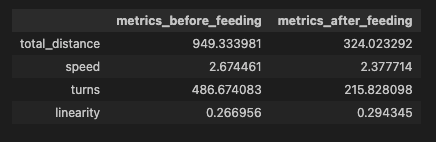 metrics_before_feeding metrics_after_feeding
total_distance 949.333981 324.023292
speed 2.674461 2.377714
turns 486.674083 215.828098
linearity 0.266956 0.294345